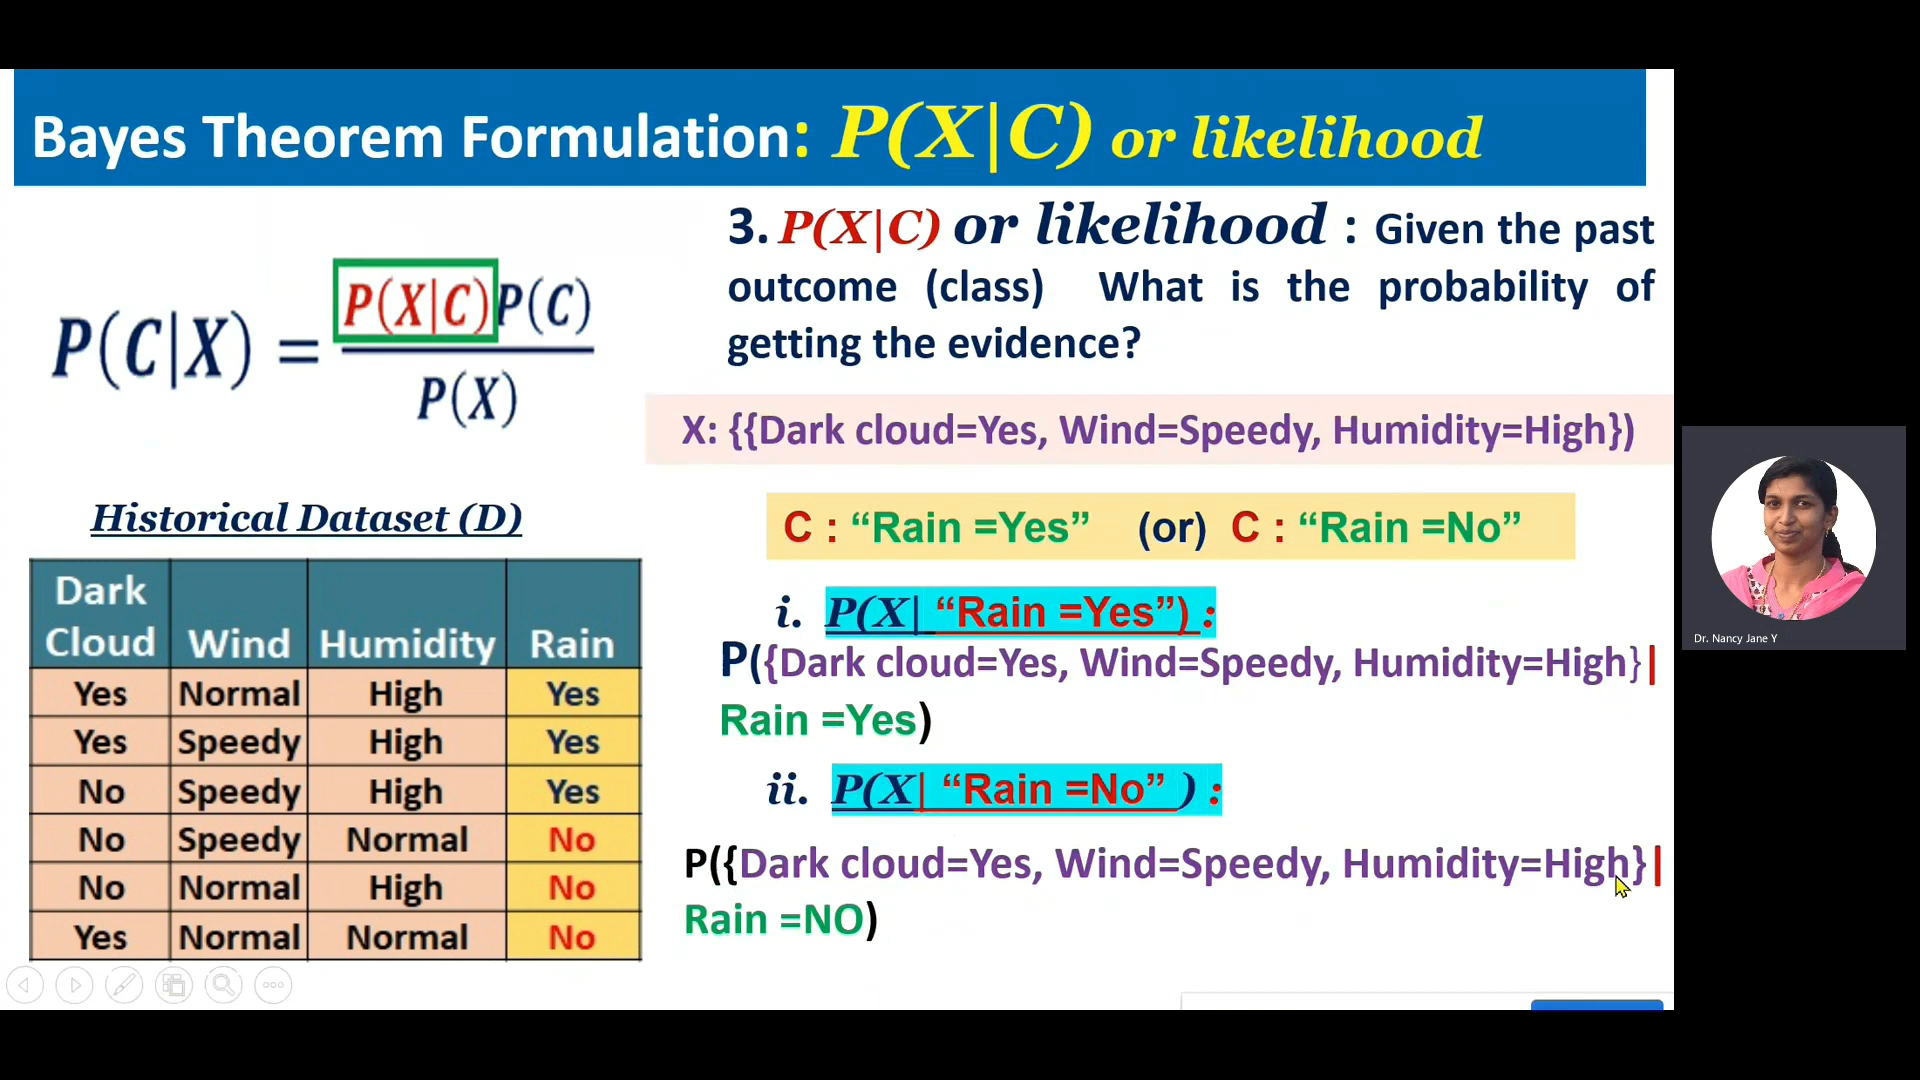 Bayes Theorem Formulation: P(X|C) or likelihood
P(C|X) = P(X|C)P(C)
P(X)
3. P(X|C) or likelihood : Given the past
outcome (class) What is the probability of
getting the evidence?
X: {{Dark cloud=Yes, Wind=Speedy, Humidity=High})
C : “Rain =Yes” (or) C : “Rain =No”
i. P(X| “Rain =Yes”) :
P({Dark cloud=Yes, Wind=Speedy, Humidity=High}|
Rain =Yes)
ii. P(X| “Rain =No” ) :
P({Dark cloud=Yes, Wind=Speedy, Humidity=High}|
Rain =NO)
Historical Dataset (D)
Dark
Cloud Wind Humidity Rain
Yes Normal High Yes
Yes Speedy High Yes
No Speedy High Yes
No Speedy Normal No
No Normal High No
Yes Normal Normal No
Dr. Nancy Jane Y